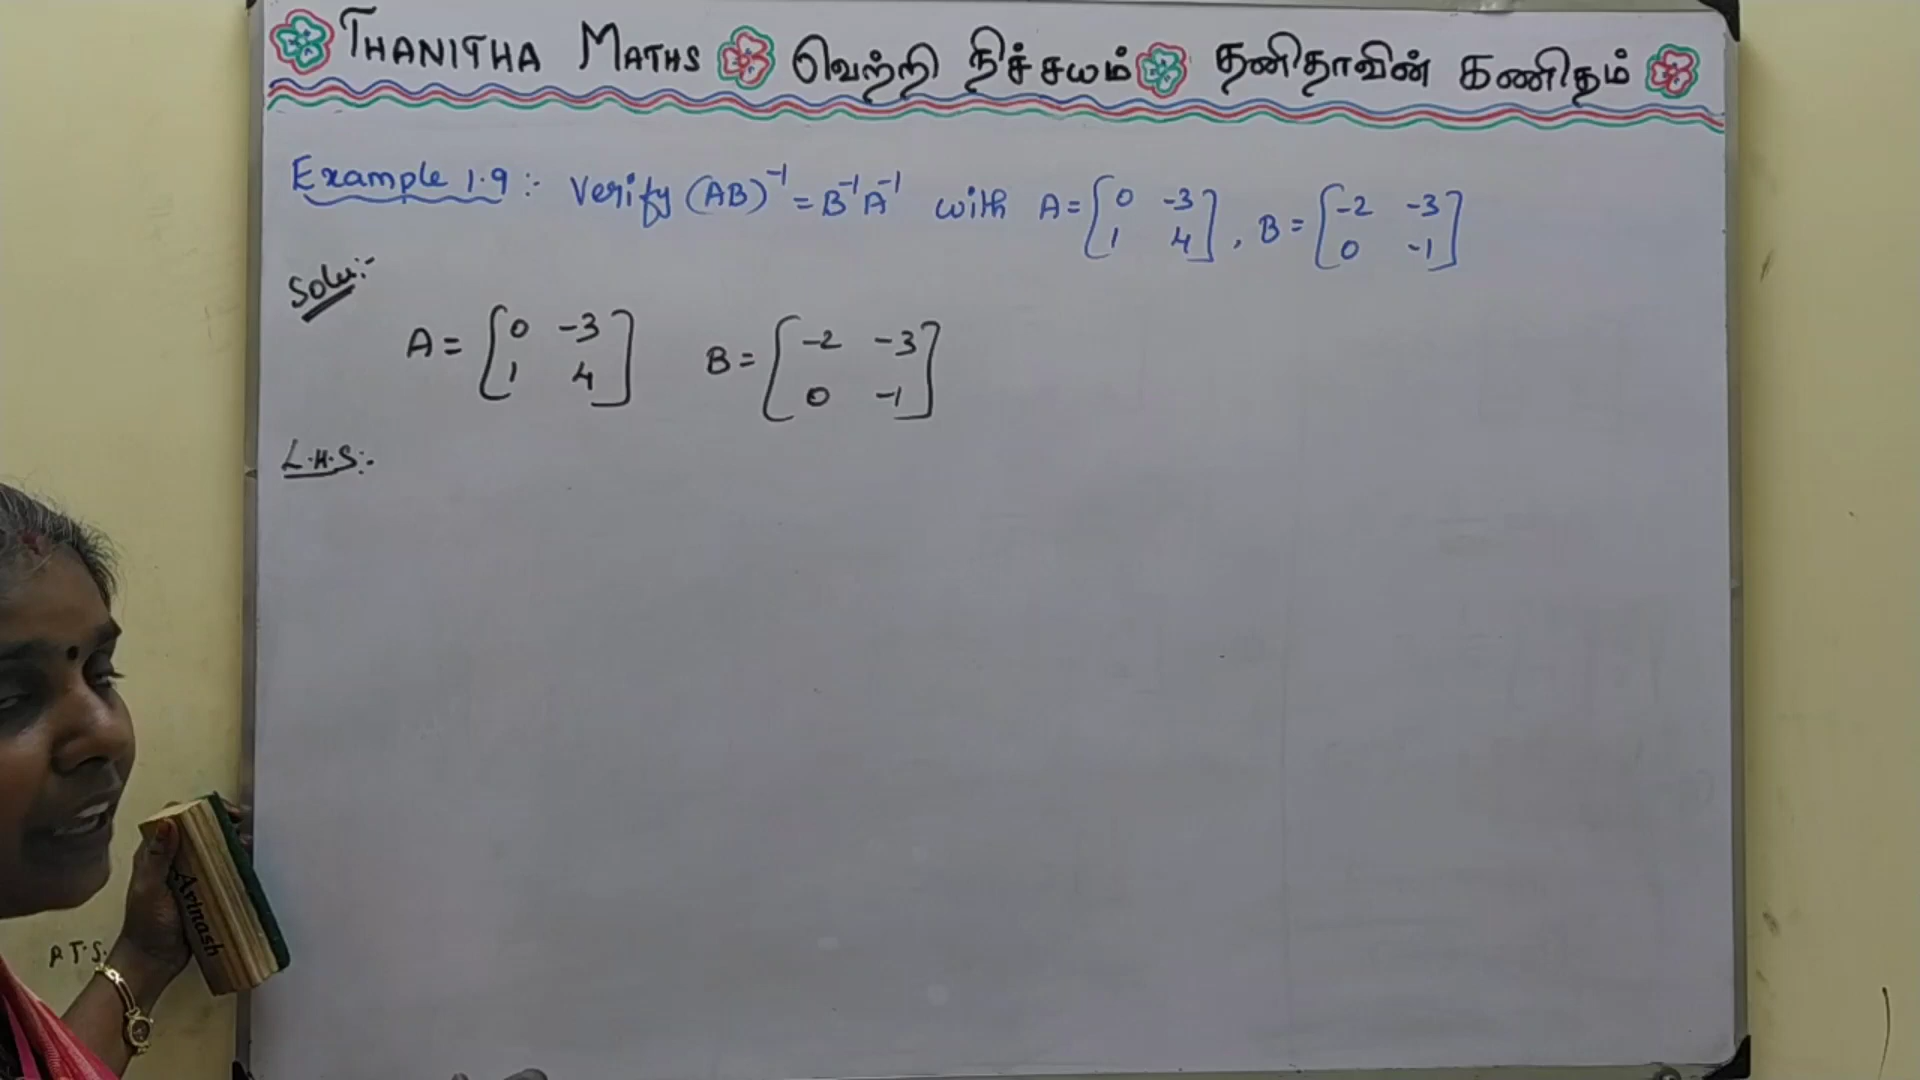 THANITHA MATHS வெற்றி நிச்சயம் தனிதாவின் கணிதம்
Example 1.9:- Verify (AB)⁻¹ = B⁻¹A⁻¹ with A = [0 -3; 1 4], B = [-2 -3; 0 -1]
Solu:-
A = [0 -3; 1 4] B = [-2 -3; 0 -1]
L.H.S:-
Avinash
P.T.S.